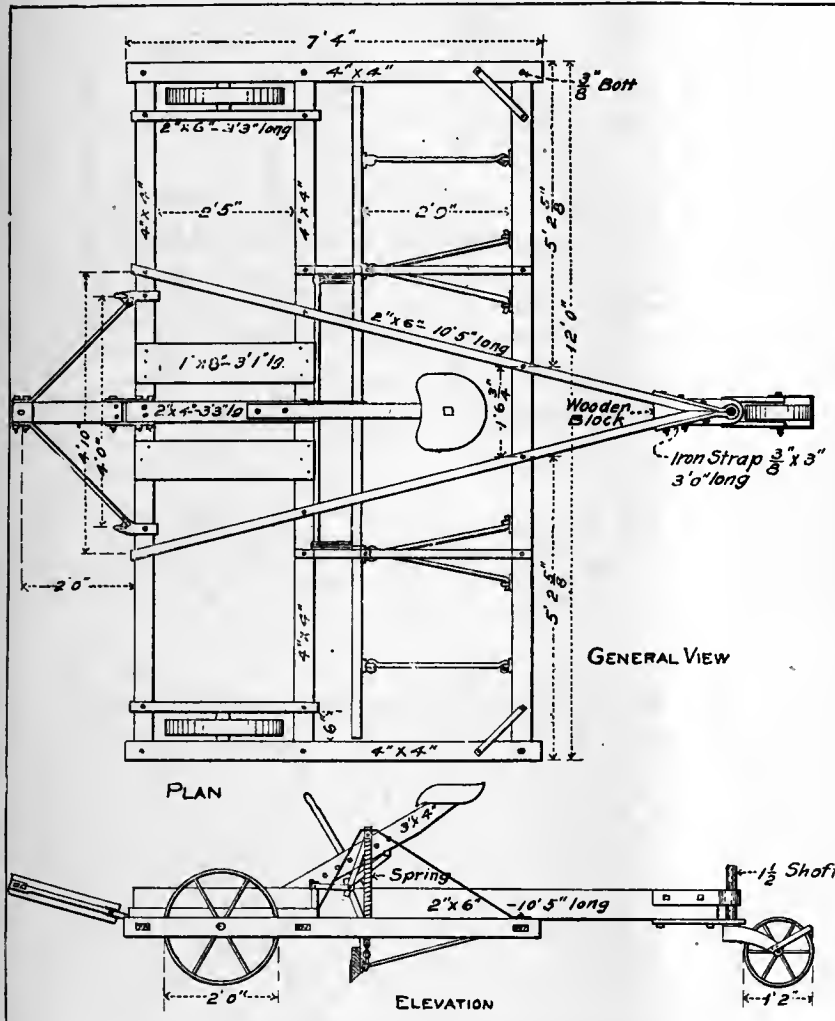 7'4"
4"x4"
3/8" Bolt
2"x6"-3'3" long
4"x4"
2'5"
4"x4"
2'0"
5' 2 5/8"
12'0"
2"x6"- 10'5" long
1"x8"-3'1" lg.
2"x4"-3'3" lg
1' 6 3/4"
Wooden
Block
Iron Strap 3/8" x 3"
3'0" long
4'10"
4'0"
2'0"
4"x4"
5' 2 5/8"
GENERAL VIEW
6"
4"x4"
PLAN
3"x4"
Spring
1 1/2 Shaft
2"x6" -10'5" long
2'0"
1'2"
ELEVATION